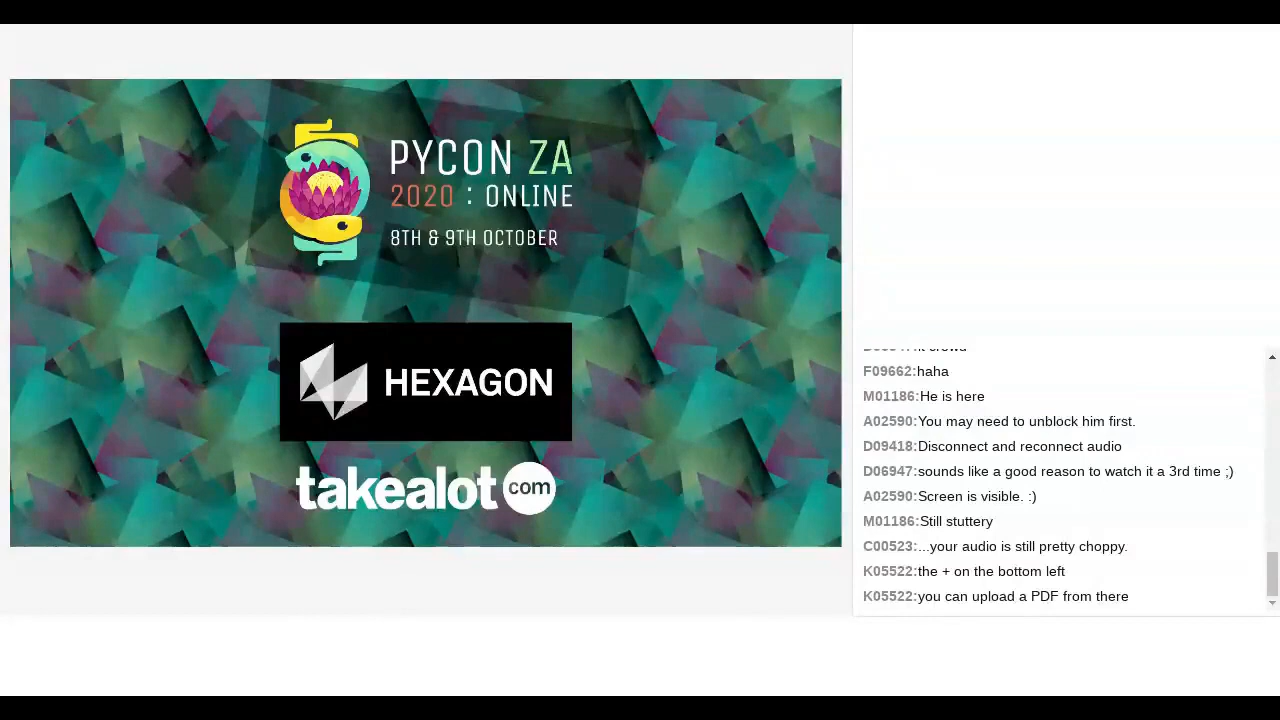 PYCON ZA
2020 : ONLINE
8TH & 9TH OCTOBER
HEXAGON
takealot com
F09662:haha
M01186:He is here
A02590:You may need to unblock him first.
D09418:Disconnect and reconnect audio
D06947:sounds like a good reason to watch it a 3rd time ;)
A02590:Screen is visible. :)
M01186:Still stuttery
C00523:...your audio is still pretty choppy.
K05522:the + on the bottom left
K05522:you can upload a PDF from there